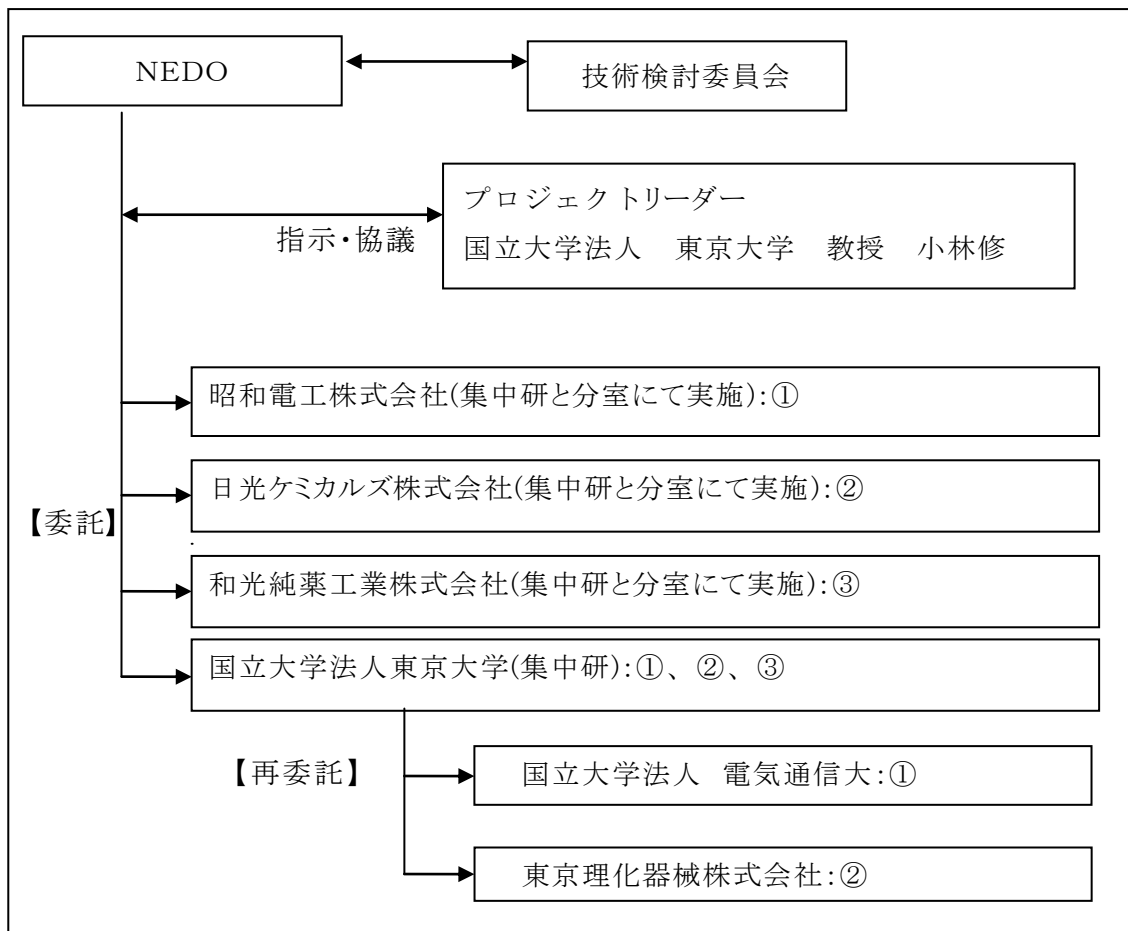 NEDO
技術検討委員会
プロジェクトリーダー
国立大学法人　東京大学　教授　小林修
指示・協議
昭和電工株式会社(集中研と分室にて実施):①
日光ケミカルズ株式会社(集中研と分室にて実施):②
【委託】
和光純薬工業株式会社(集中研と分室にて実施):③
国立大学法人東京大学(集中研):①、②、③
【再委託】
国立大学法人　電気通信大:①
東京理化器械株式会社:②